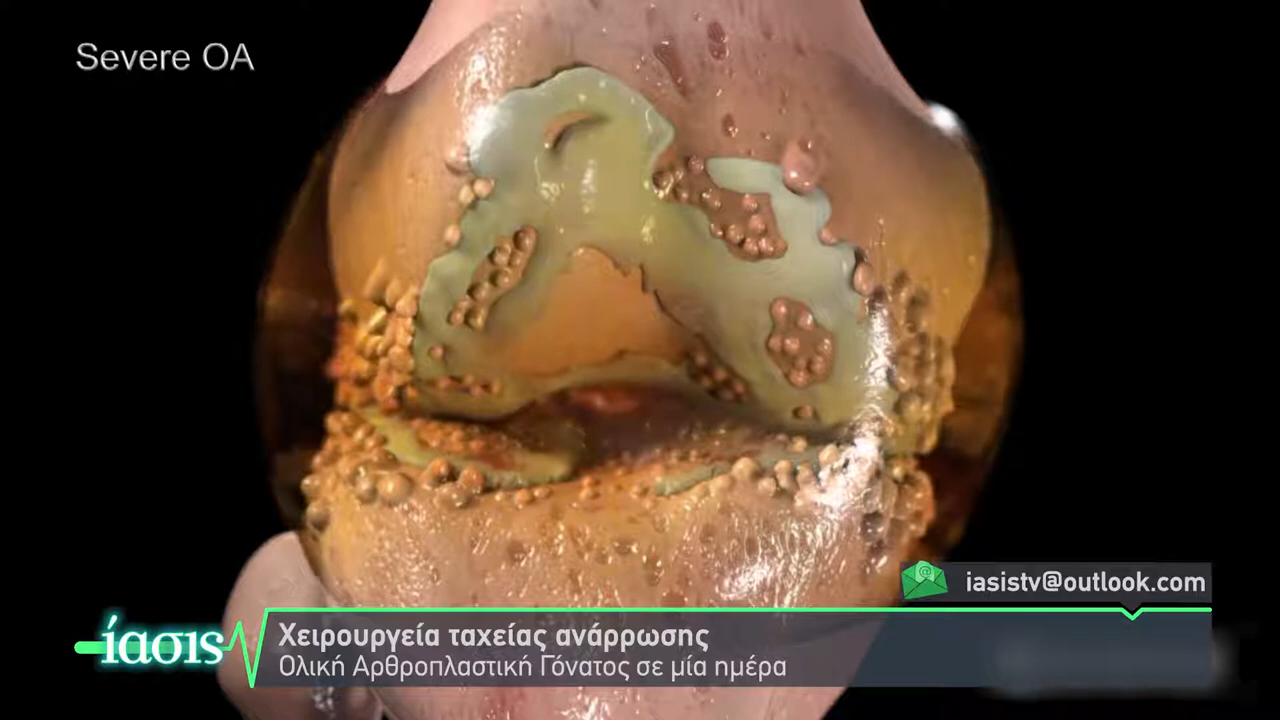 Severe OA
iasistv@outlook.com
ίασις
Χειρουργεία ταχείας ανάρρωσης
Ολική Αρθροπλαστική Γόνατος σε μία ημέρα